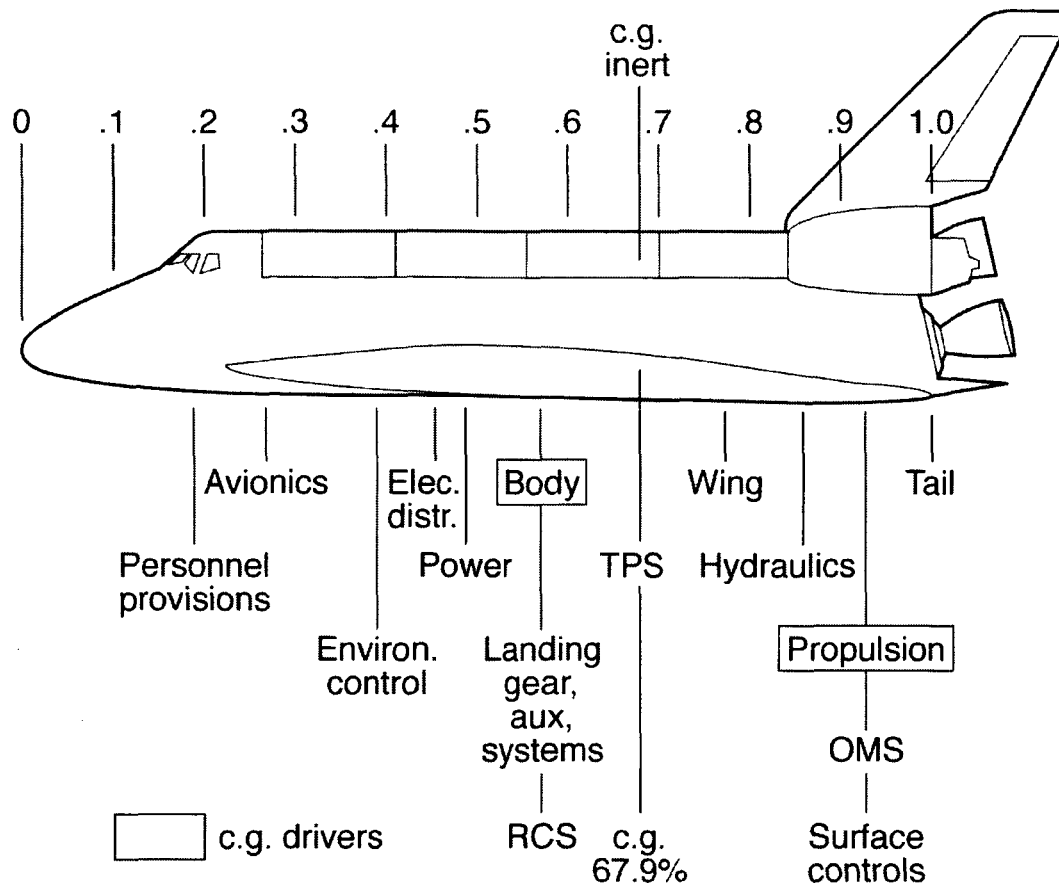 c.g.
inert
0 .1 .2 .3 .4 .5 .6 .7 .8 .9 1.0
Avionics Elec. Body Wing Tail
distr.
Personnel Power TPS Hydraulics
provisions
Environ. Landing Propulsion
control gear,
aux,
systems OMS
c.g. drivers RCS c.g. Surface
67.9% controls